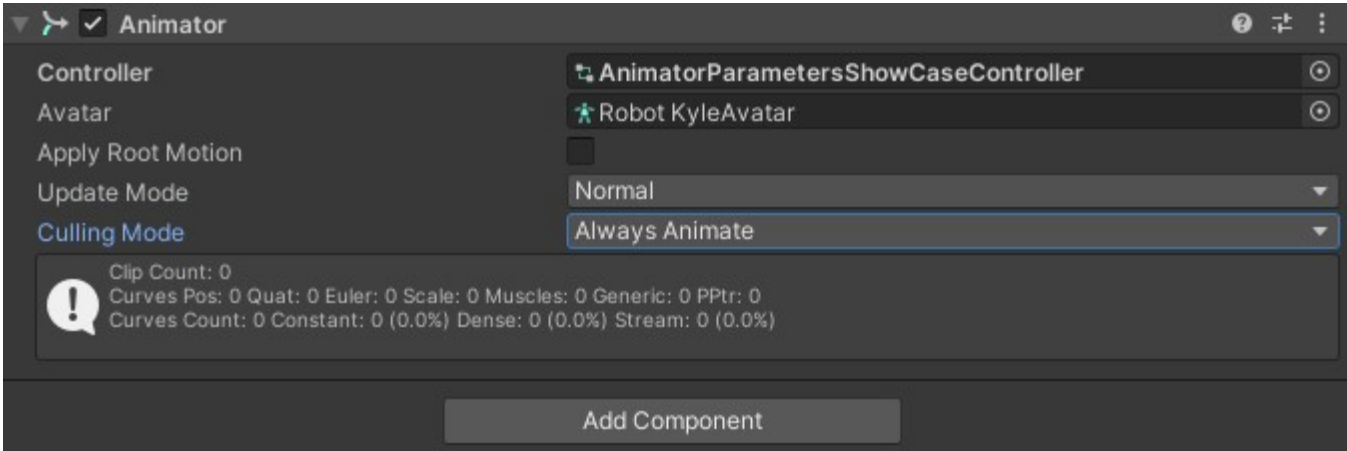 Animator
Controller AnimatorParametersShowCaseController
Avatar Robot KyleAvatar
Apply Root Motion
Update Mode Normal
Culling Mode Always Animate
Clip Count: 0
Curves Pos: 0 Quat: 0 Euler: 0 Scale: 0 Muscles: 0 Generic: 0 PPtr: 0
Curves Count: 0 Constant: 0 (0.0%) Dense: 0 (0.0%) Stream: 0 (0.0%)
Add Component